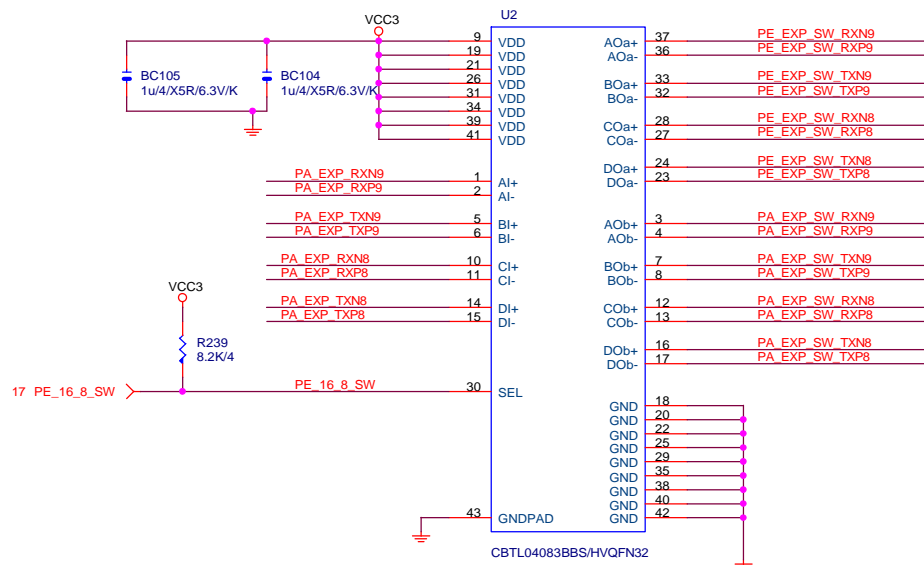 U2
VCC3
9 VDD
19 VDD
21 VDD
26 VDD
31 VDD
34 VDD
39 VDD
41 VDD
BC105
1u/4/X5R/6.3V/K
BC104
1u/4/X5R/6.3V/K
PA_EXP_RXN9 1 AI+
PA_EXP_RXP9 2 AI-
PA_EXP_TXN9 5 BI+
PA_EXP_TXP9 6 BI-
PA_EXP_RXN8 10 CI+
PA_EXP_RXP8 11 CI-
PA_EXP_TXN8 14 DI+
PA_EXP_TXP8 15 DI-
VCC3
R239
8.2K/4
17 PE_16_8_SW PE_16_8_SW 30 SEL
43 GNDPAD
AOa+ 37 PE_EXP_SW_RXN9
AOa- 36 PE_EXP_SW_RXP9
BOa+ 33 PE_EXP_SW_TXN9
BOa- 32 PE_EXP_SW_TXP9
COa+ 28 PE_EXP_SW_RXN8
COa- 27 PE_EXP_SW_RXP8
DOa+ 24 PE_EXP_SW_TXN8
DOa- 23 PE_EXP_SW_TXP8
AOb+ 3 PA_EXP_SW_RXN9
AOb- 4 PA_EXP_SW_RXP9
BOb+ 7 PA_EXP_SW_TXN9
BOb- 8 PA_EXP_SW_TXP9
COb+ 12 PA_EXP_SW_RXN8
COb- 13 PA_EXP_SW_RXP8
DOb+ 16 PA_EXP_SW_TXN8
DOb- 17 PA_EXP_SW_TXP8
GND 18
GND 20
GND 22
GND 25
GND 29
GND 35
GND 38
GND 40
GND 42
CBTL04083BBS/HVQFN32